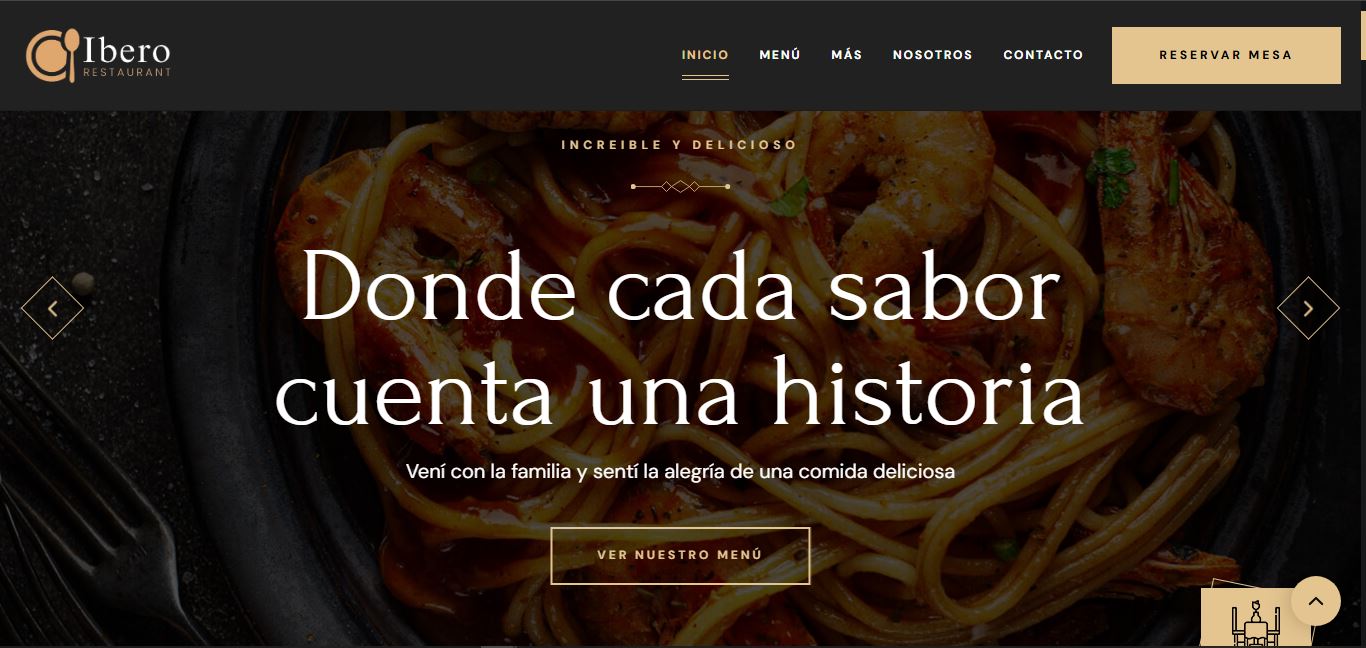 Ibero
RESTAURANT
INICIO
MENÚ
MÁS
NOSOTROS
CONTACTO
RESERVAR MESA
INCREIBLE Y DELICIOSO
Donde cada sabor
cuenta una historia
Vení con la familia y sentí la alegría de una comida deliciosa
VER NUESTRO MENÚ